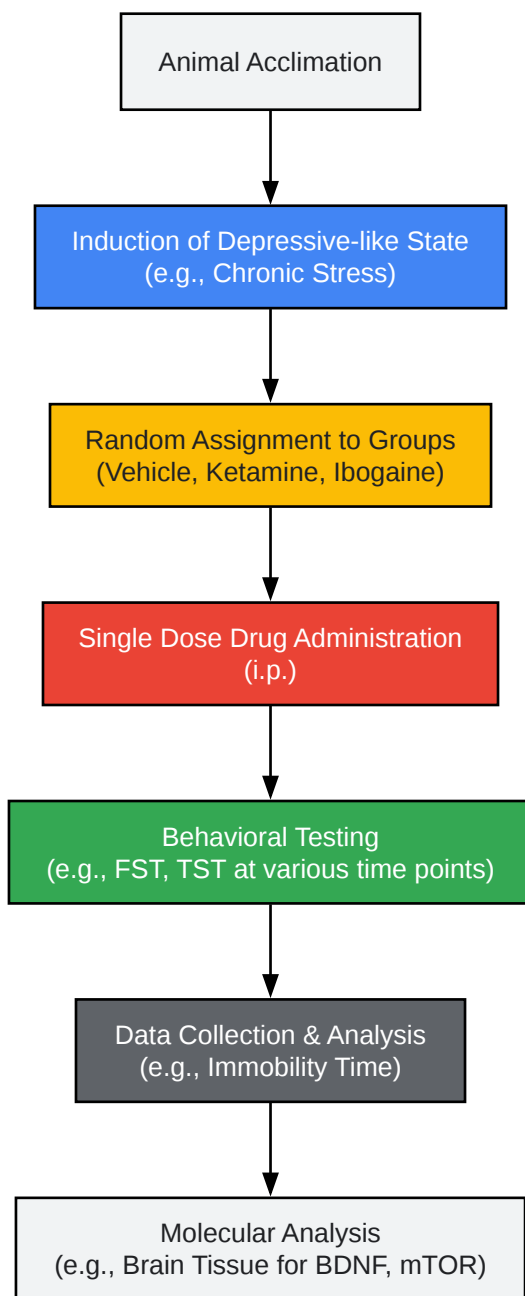 Animal Acclimation
Induction of Depressive-like State
(e.g., Chronic Stress)
Random Assignment to Groups
(Vehicle, Ketamine, Ibogaine)
Single Dose Drug Administration
(i.p.)
Behavioral Testing
(e.g., FST, TST at various time points)
Data Collection & Analysis
(e.g., Immobility Time)
Molecular Analysis
(e.g., Brain Tissue for BDNF, mTOR)